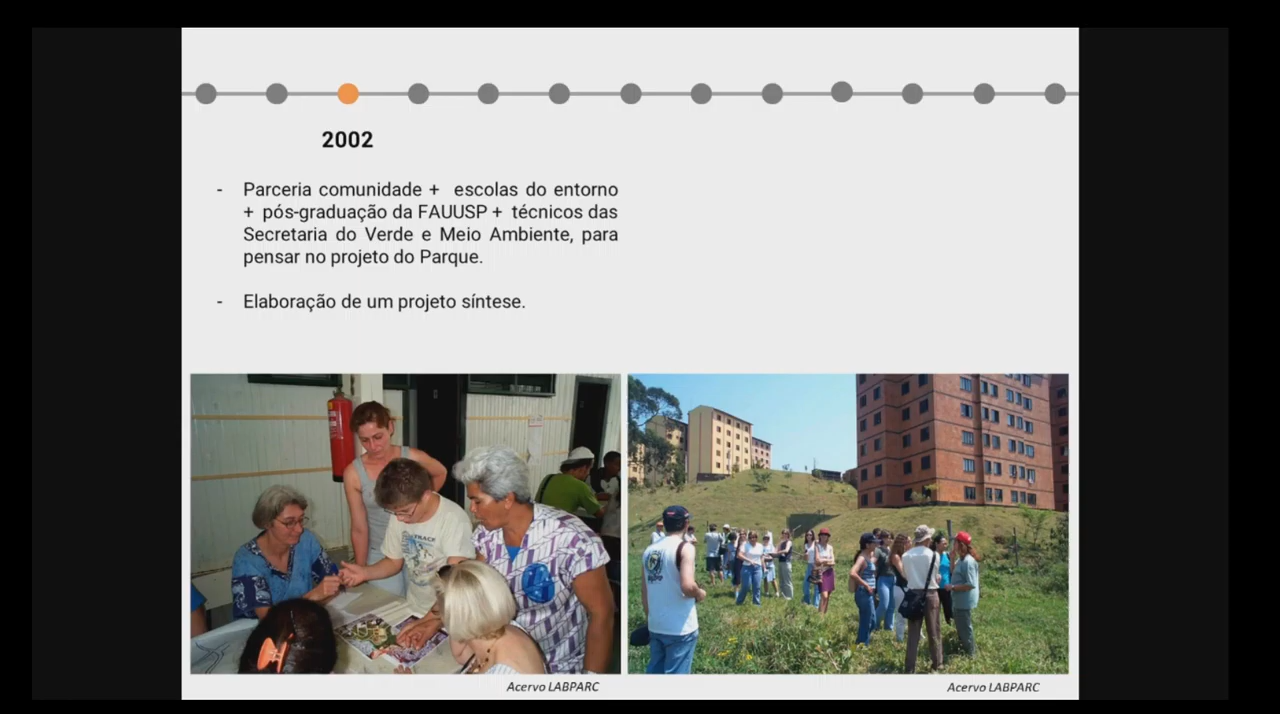 2002
- Parceria comunidade + escolas do entorno
+ pós-graduação da FAUUSP + técnicos das
Secretaria do Verde e Meio Ambiente, para
pensar no projeto do Parque.
- Elaboração de um projeto síntese.
Acervo LABPARC
Acervo LABPARC